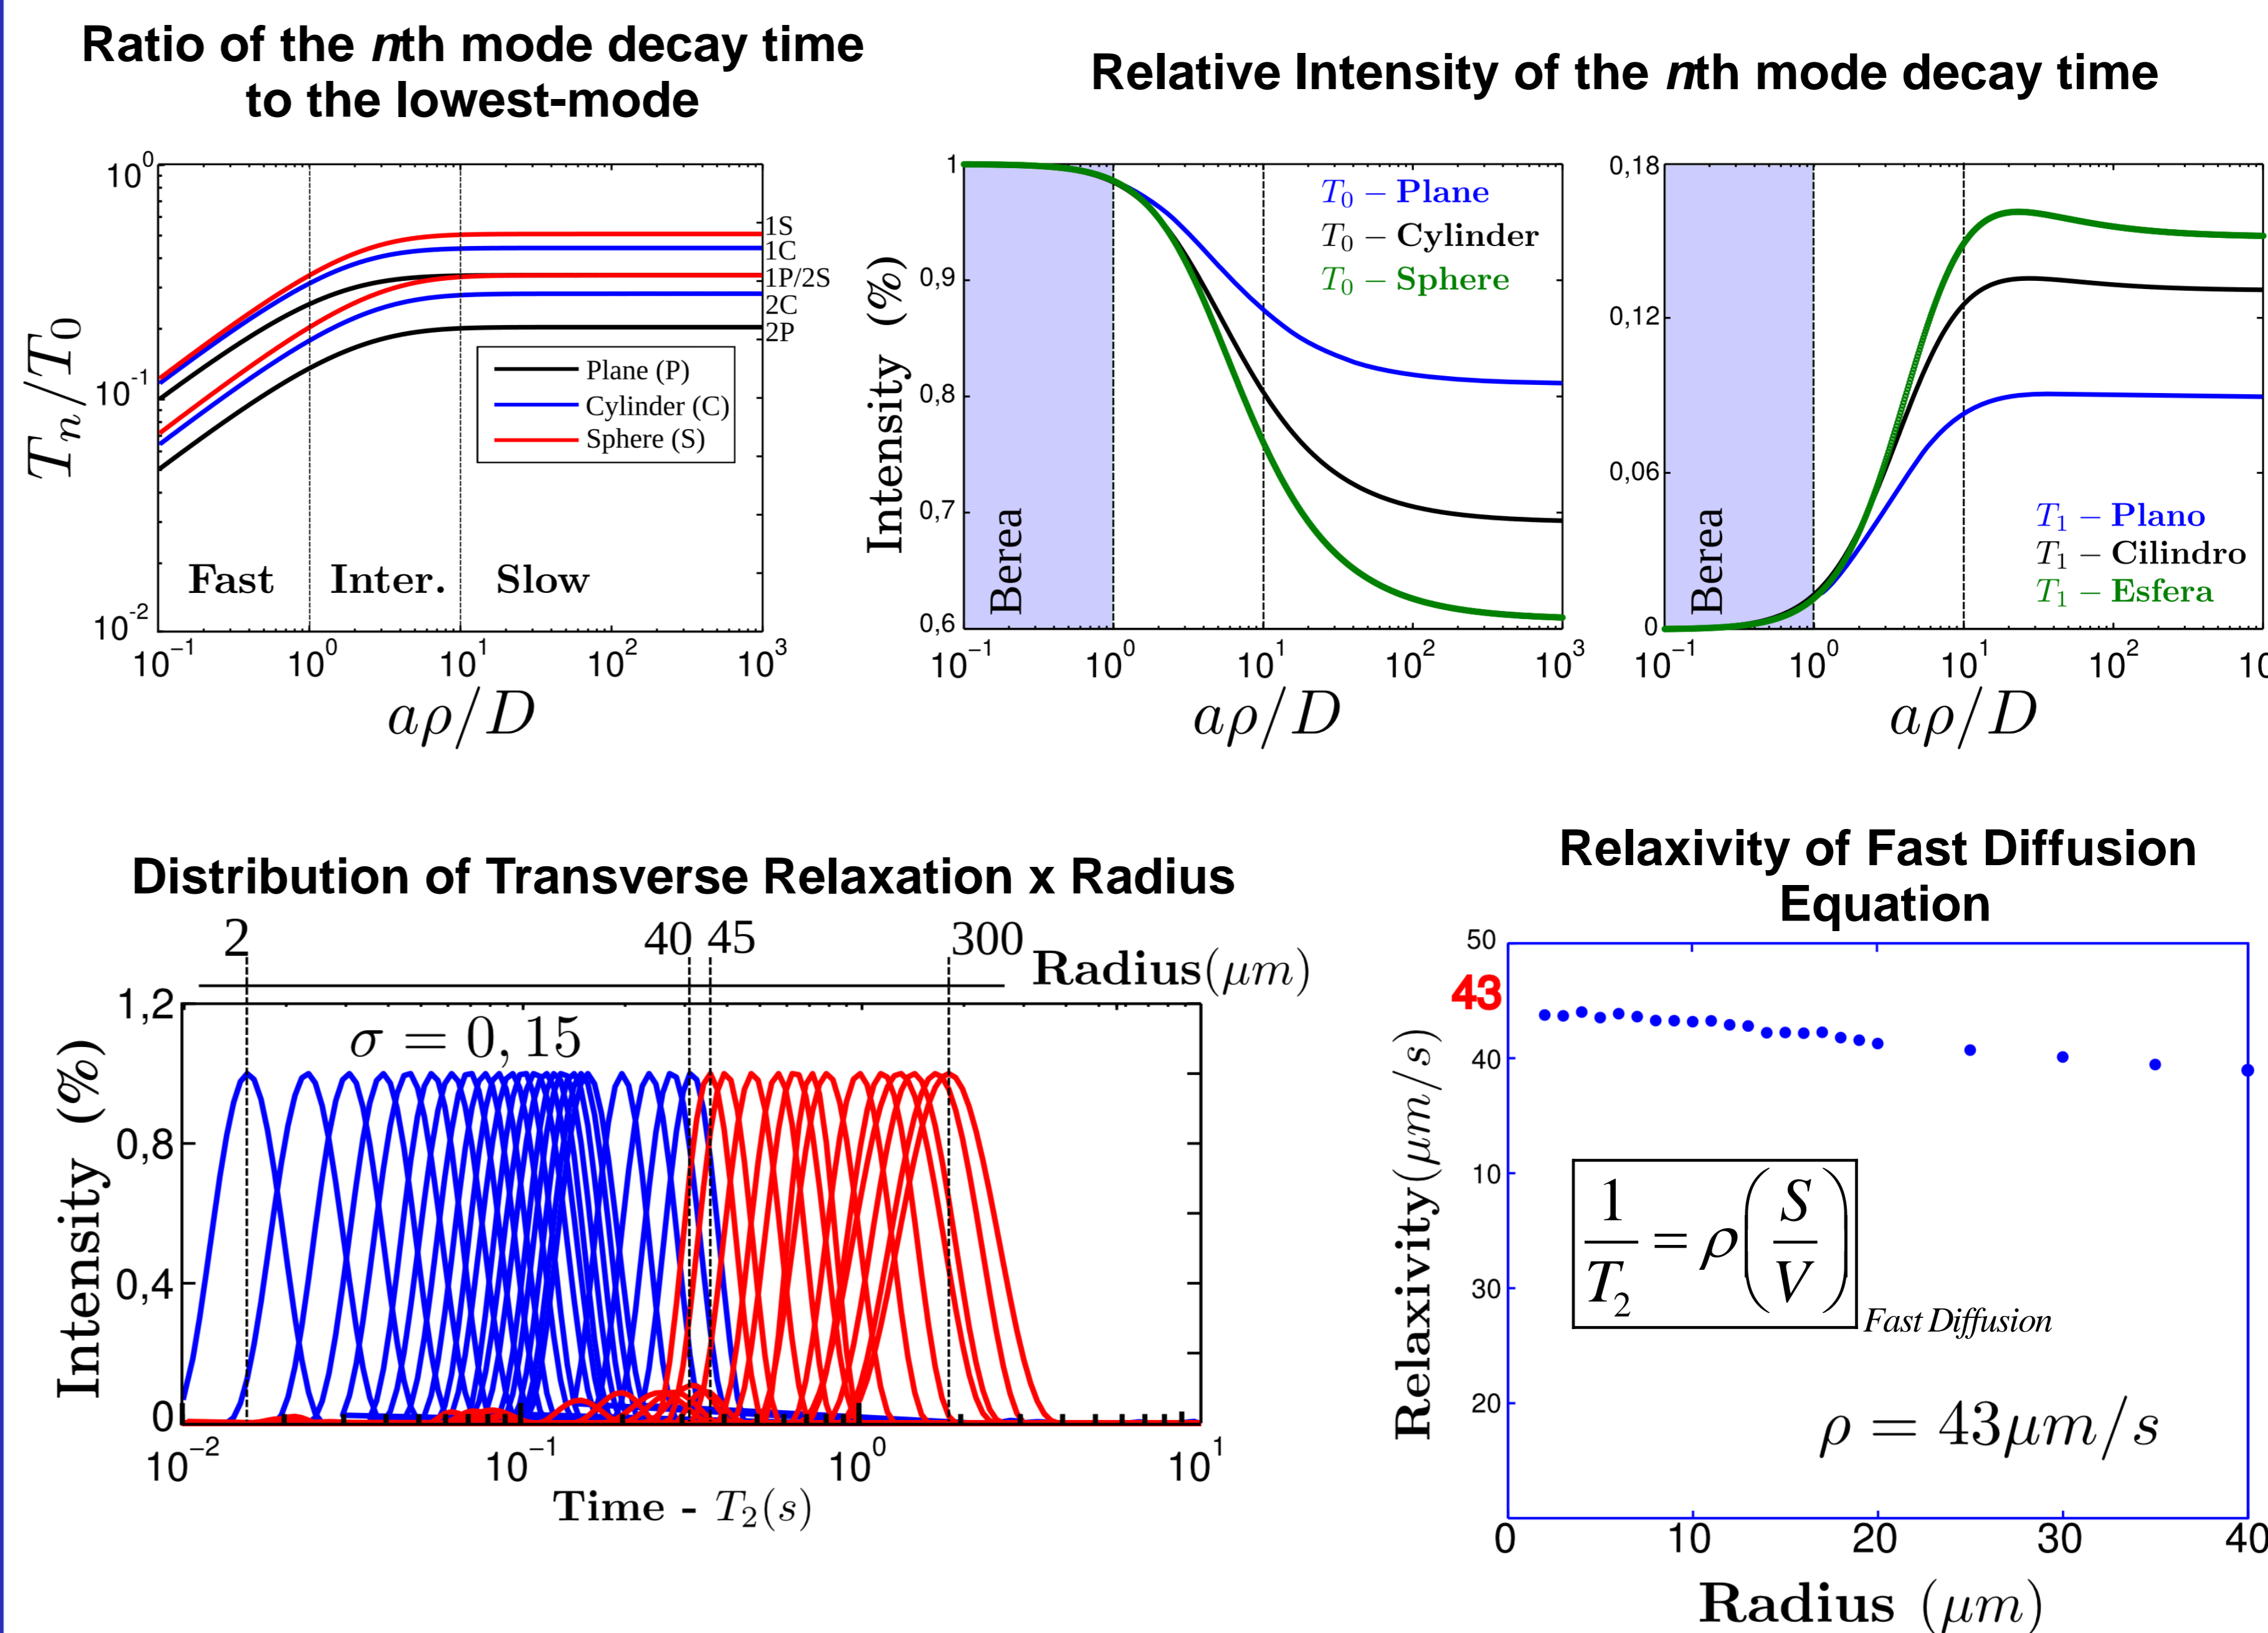 Ratio of the nth mode decay time
to the lowest-mode
Relative Intensity of the nth mode decay time
10^0
10^-1
10^-2
T_n/T_0
1S
1C
1P/2S
2C
2P
Plane (P)
Cylinder (C)
Sphere (S)
Fast
Inter.
Slow
10^−1 10^0 10^1 10^2 10^3
aρ/D
1
0,9
0,8
0,7
0,6
Intensity (%)
T_0 − Plane
T_0 − Cylinder
T_0 − Sphere
Berea
10^−1 10^0 10^1 10^2 10^3
aρ/D
0,18
0,12
0,06
0
T_1 − Plano
T_1 − Cilindro
T_1 − Esfera
Berea
10^−1 10^0 10^1 10^2 10
aρ/D
Distribution of Transverse Relaxation x Radius
2 40 45 300
Radius(μm)
1,2
0,8
0,4
0
Intensity (%)
σ = 0, 15
10^−2 10^−1 10^0 10^1
Time - T_2(s)
Relaxivity of Fast Diffusion
Equation
50
43
40
10
30
20
Relaxivity(μm/s)
1/T_2 = ρ(S/V)
Fast Diffusion
ρ = 43μm/s
0 10 20 30 40
Radius (μm)